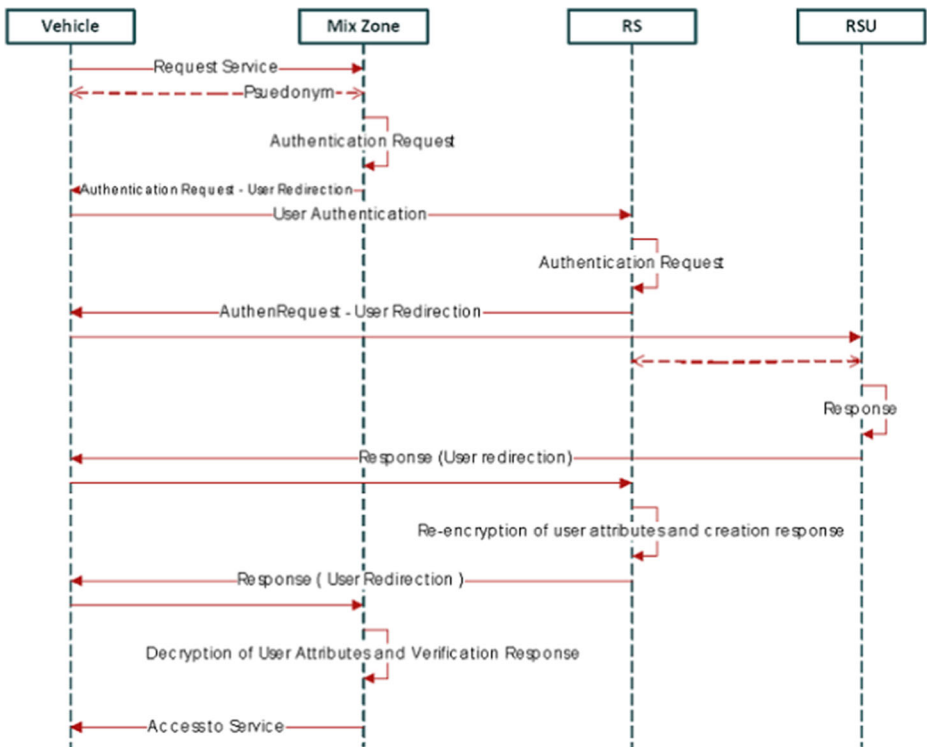 Vehicle
Mix Zone
RS
RSU
Request Service
Psuedonym
Authentication Request
Authentication Request - User Redirection
User Authentication
Authentication Request
AuthenRequest - User Redirection
Response
Response (User redirection)
Re-encryption of user attributes and creation response
Response ( User Redirection )
Decryption of User Attributes and Verification Response
Access to Service